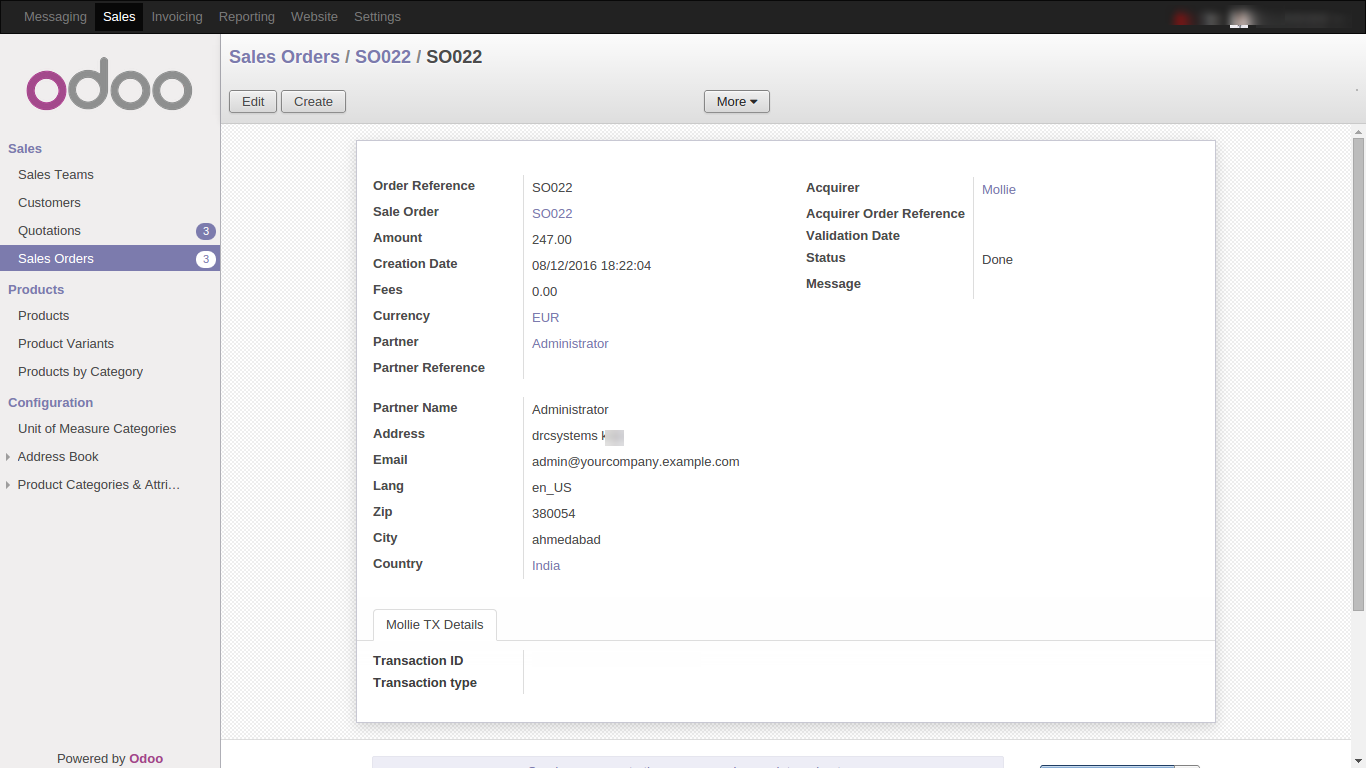 Messaging Sales Invoicing Reporting Website Settings
odoo
Sales Orders / SO022 / SO022
Edit Create More
Sales
Sales Teams
Customers
Quotations 3
Sales Orders 3
Products
Products
Product Variants
Products by Category
Configuration
Unit of Measure Categories
Address Book
Product Categories & Attri…
Powered by Odoo
Order Reference SO022
Sale Order SO022
Amount 247.00
Creation Date 08/12/2016 18:22:04
Fees 0.00
Currency EUR
Partner Administrator
Partner Reference
Acquirer Mollie
Acquirer Order Reference
Validation Date
Status Done
Message
Partner Name Administrator
Address drcsystems
Email admin@yourcompany.example.com
Lang en_US
Zip 380054
City ahmedabad
Country India
Mollie TX Details
Transaction ID
Transaction type